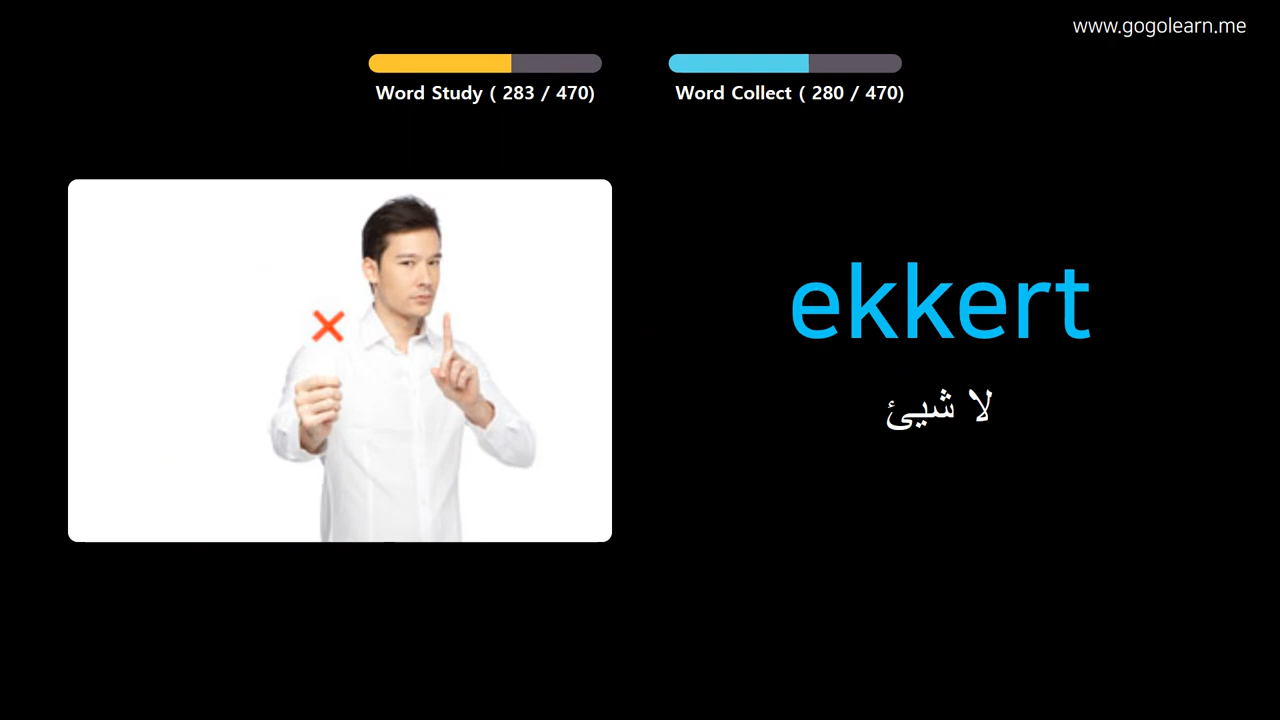 www.gogolearn.me
Word Study ( 283 / 470)
Word Collect ( 280 / 470)
ekkert
لا شيئ